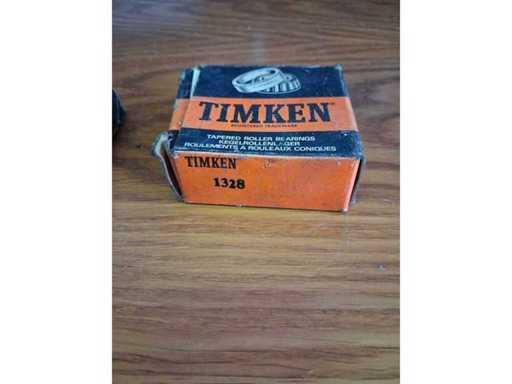 TIMKEN
REGISTERED TRADEMARK
TAPERED ROLLER BEARINGS
KEGELROLLENLAGER
ROULEMENTS A ROULEAUX CONIQUES
TIMKEN
1328